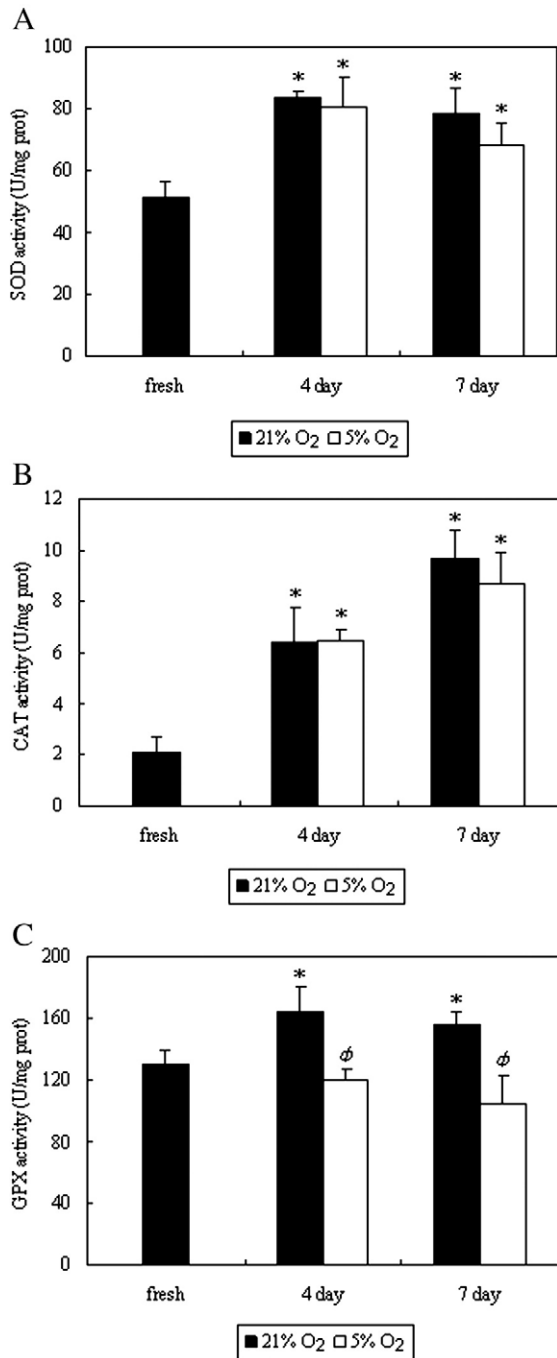 A
SOD activity (U/mg prot)
100
80
60
40
20
0
* * * *
fresh 4 day 7 day
21% O2 5% O2
B
CAT activity (U/mg prot)
12
10
8
6
4
2
0
* * * *
fresh 4 day 7 day
21% O2 5% O2
C
GPX activity (U/mg prot)
200
160
120
80
40
0
* ϕ * ϕ
fresh 4 day 7 day
21% O2 5% O2